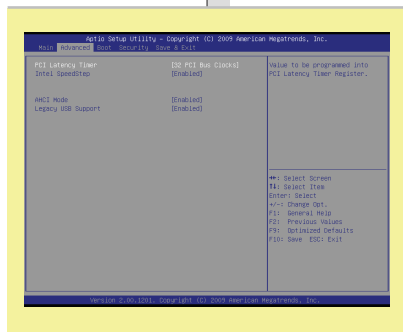 Aptio Setup Utility – Copyright (C) 2009 American Megatrends, Inc.
Main Advanced Boot Security Save & Exit
PCI Latency Timer [32 PCI Bus Clocks]
Intel SpeedStep [Enabled]
AHCI Mode [Enabled]
Legacy USB Support [Enabled]
Value to be programmed into
PCI Latency Timer Register.
→←: Select Screen
↑↓: Select Item
Enter: Select
+/-: Change Opt.
F1: General Help
F2: Previous Values
F9: Optimized Defaults
F10: Save ESC: Exit
Version 2.00.1201. Copyright (C) 2009 American Megatrends, Inc.